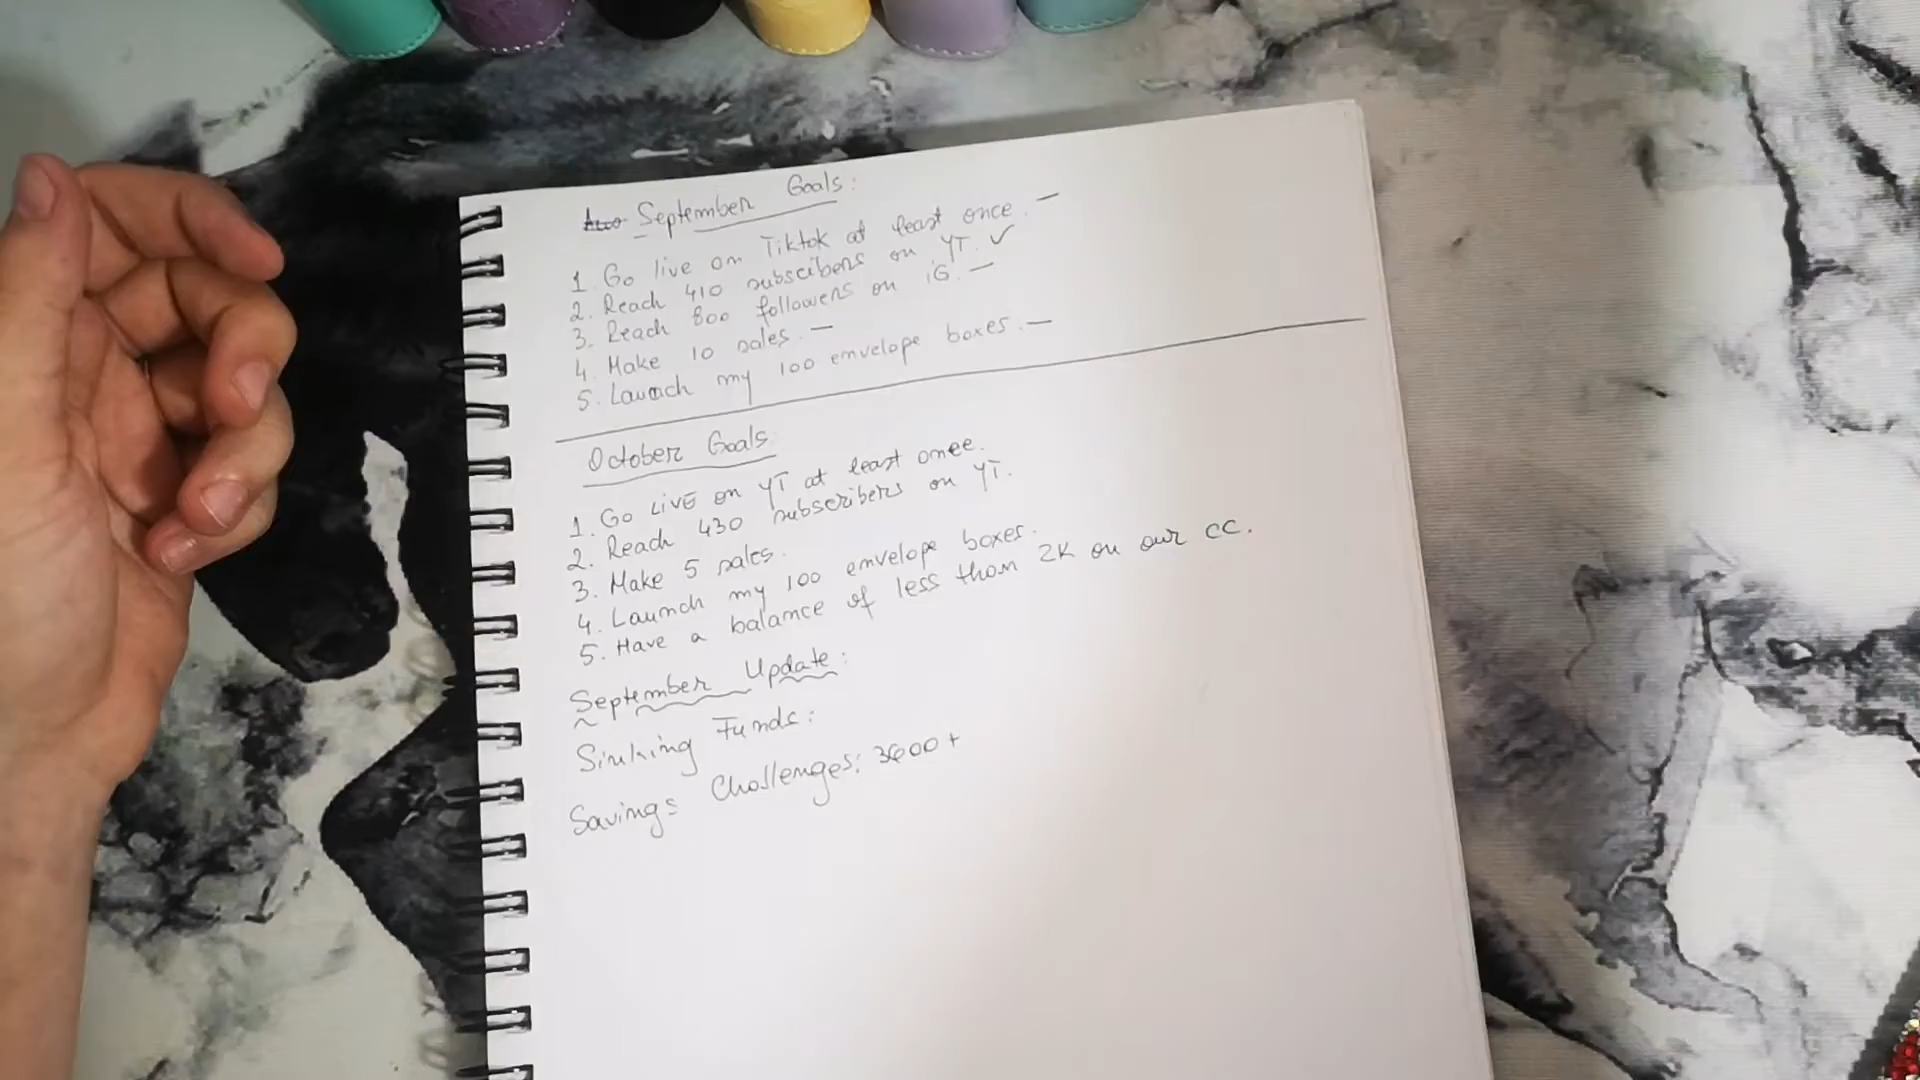 September Goals:
1. Go live on Tiktok at least once. —
2. Reach 410 subscibers on YT. ✓
3. Reach 800 followers on iG. —
4. Make 10 sales. —
5. Launch my 100 envelope boxes. —
October Goals
1. Go LIVE on YT at least once.
2. Reach 430 subscribers on YT.
3. Make 5 sales.
4. Launch my 100 envelope boxes.
5. Have a balance of less than 2K on our cc.
September Update:
Sinking Funds:
Savings Challenges: